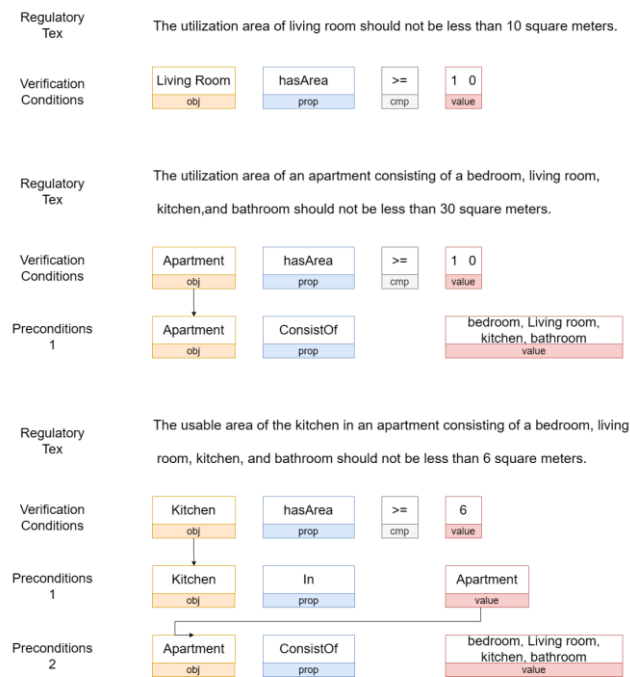 Regulatory
Tex
The utilization area of living room should not be less than 10 square meters.
Verification
Conditions
Living Room
hasArea
>=
1 0
obj
prop
cmp
value
Regulatory
Tex
The utilization area of an apartment consisting of a bedroom, living room,
kitchen,and bathroom should not be less than 30 square meters.
Verification
Conditions
Apartment
hasArea
>=
1 0
obj
prop
cmp
value
Preconditions
1
Apartment
ConsistOf
bedroom, Living room,
kitchen, bathroom
obj
prop
value
Regulatory
Tex
The usable area of the kitchen in an apartment consisting of a bedroom, living
room, kitchen, and bathroom should not be less than 6 square meters.
Verification
Conditions
Kitchen
hasArea
>=
6
obj
prop
cmp
value
Preconditions
1
Kitchen
In
Apartment
obj
prop
value
Preconditions
2
Apartment
ConsistOf
bedroom, Living room,
kitchen, bathroom
obj
prop
value